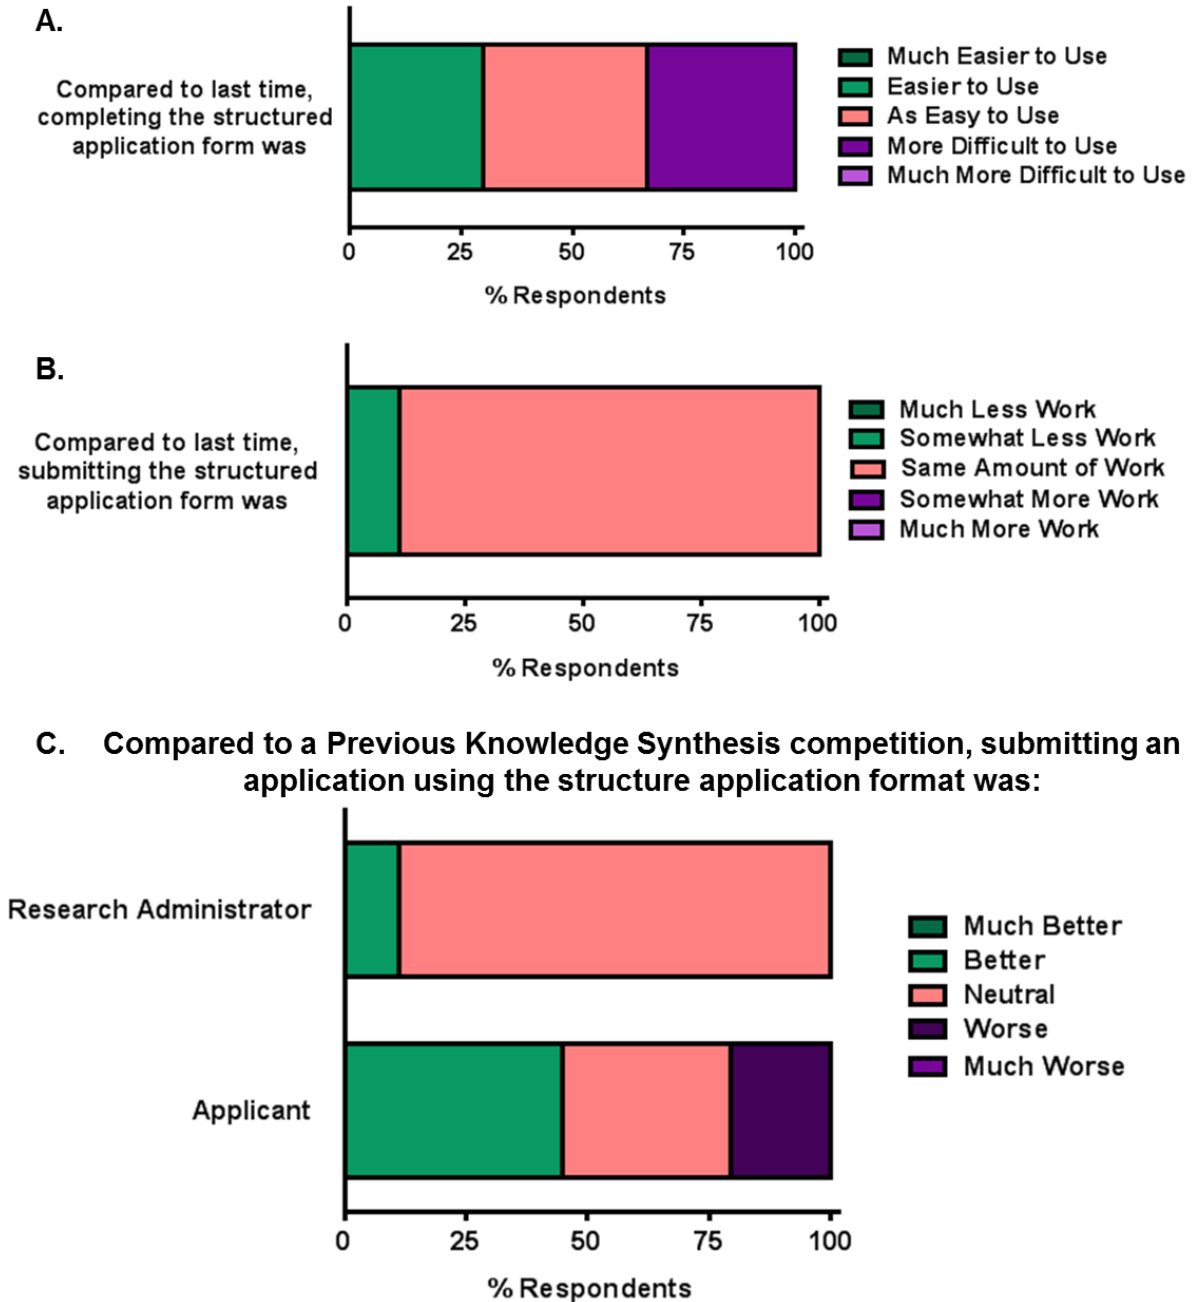 A.
Compared to last time,
completing the structured
application form was
Much Easier to Use
Easier to Use
As Easy to Use
More Difficult to Use
Much More Difficult to Use
0 25 50 75 100
% Respondents
B.
Compared to last time,
submitting the structured
application form was
Much Less Work
Somewhat Less Work
Same Amount of Work
Somewhat More Work
Much More Work
0 25 50 75 100
% Respondents
C. Compared to a Previous Knowledge Synthesis competition, submitting an
application using the structure application format was:
Research Administrator
Applicant
Much Better
Better
Neutral
Worse
Much Worse
0 25 50 75 100
% Respondents